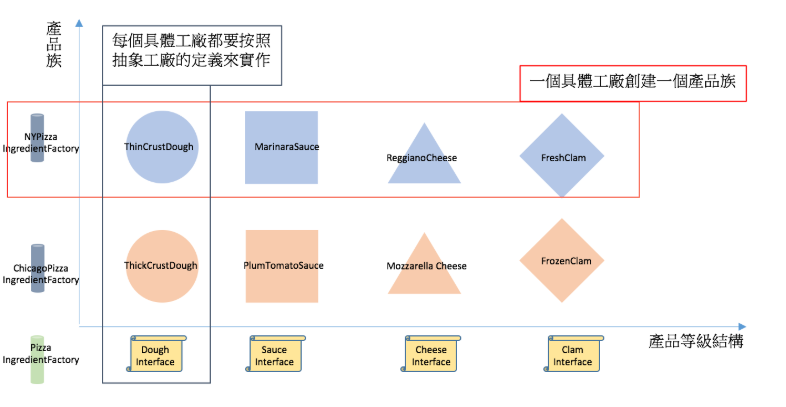 產
品
族
每個具體工廠都要按照
抽象工廠的定義來實作
一個具體工廠創建一個產品族
NYPizza
IngredientFactory
ThinCrustDough
MarinaraSauce
ReggianoCheese
FreshClam
ChicagoPizza
IngredientFactory
ThickCrustDough
PlumTomatoSauce
Mozzarella Cheese
FrozenClam
產品等級結構
Pizza
IngredientFactory
Dough
Interface
Sauce
Interface
Cheese
Interface
Clam
Interface